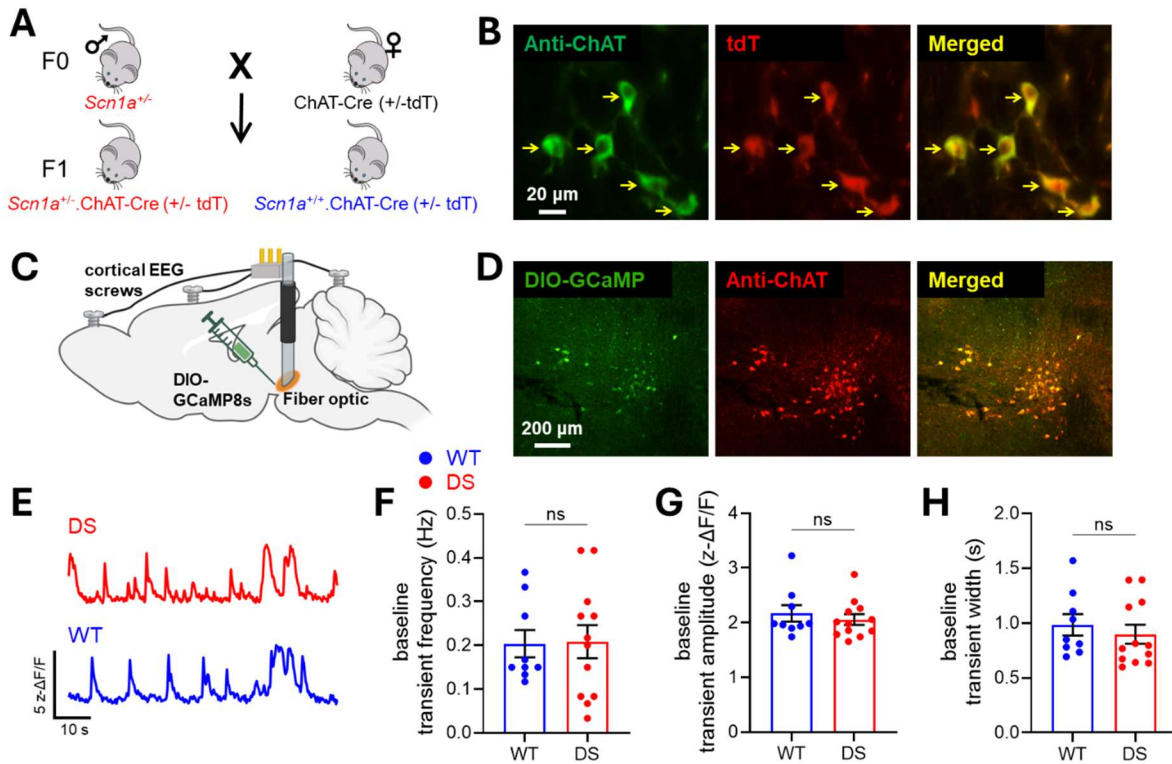 A
F0
♂
X
♀
Scn1a+/-
ChAT-Cre (+/-tdT)
F1
Scn1a+/-.ChAT-Cre (+/- tdT)
Scn1a+/+.ChAT-Cre (+/- tdT)
B
Anti-ChAT
tdT
Merged
20 µm
C
cortical EEG
screws
DIO-
GCaMP8s
Fiber optic
D
DIO-GCaMP
Anti-ChAT
Merged
200 µm
WT
DS
E
DS
WT
5 z-ΔF/F
10 s
F
baseline
transient frequency (Hz)
0.5
0.4
0.3
0.2
0.1
0.0
ns
WT
DS
G
baseline
transient amplitude (z-ΔF/F)
4
3
2
1
0
ns
WT
DS
H
baseline
transient width (s)
2.0
1.5
1.0
0.5
0.0
ns
WT
DS